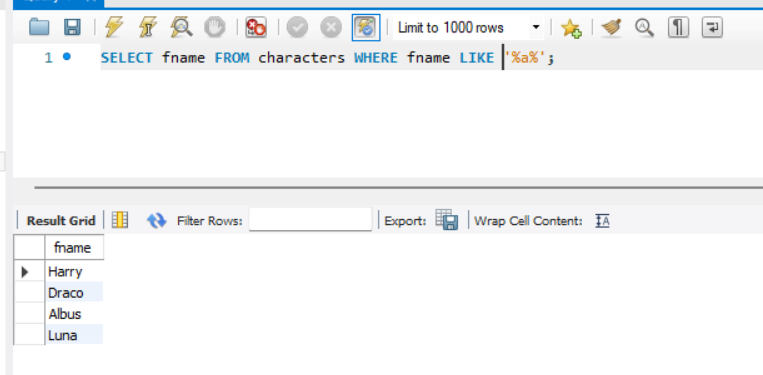 Limit to 1000 rows
1 SELECT fname FROM characters WHERE fname LIKE '%a%';
Result Grid Filter Rows: Export: Wrap Cell Content:
fname
Harry
Draco
Albus
Luna